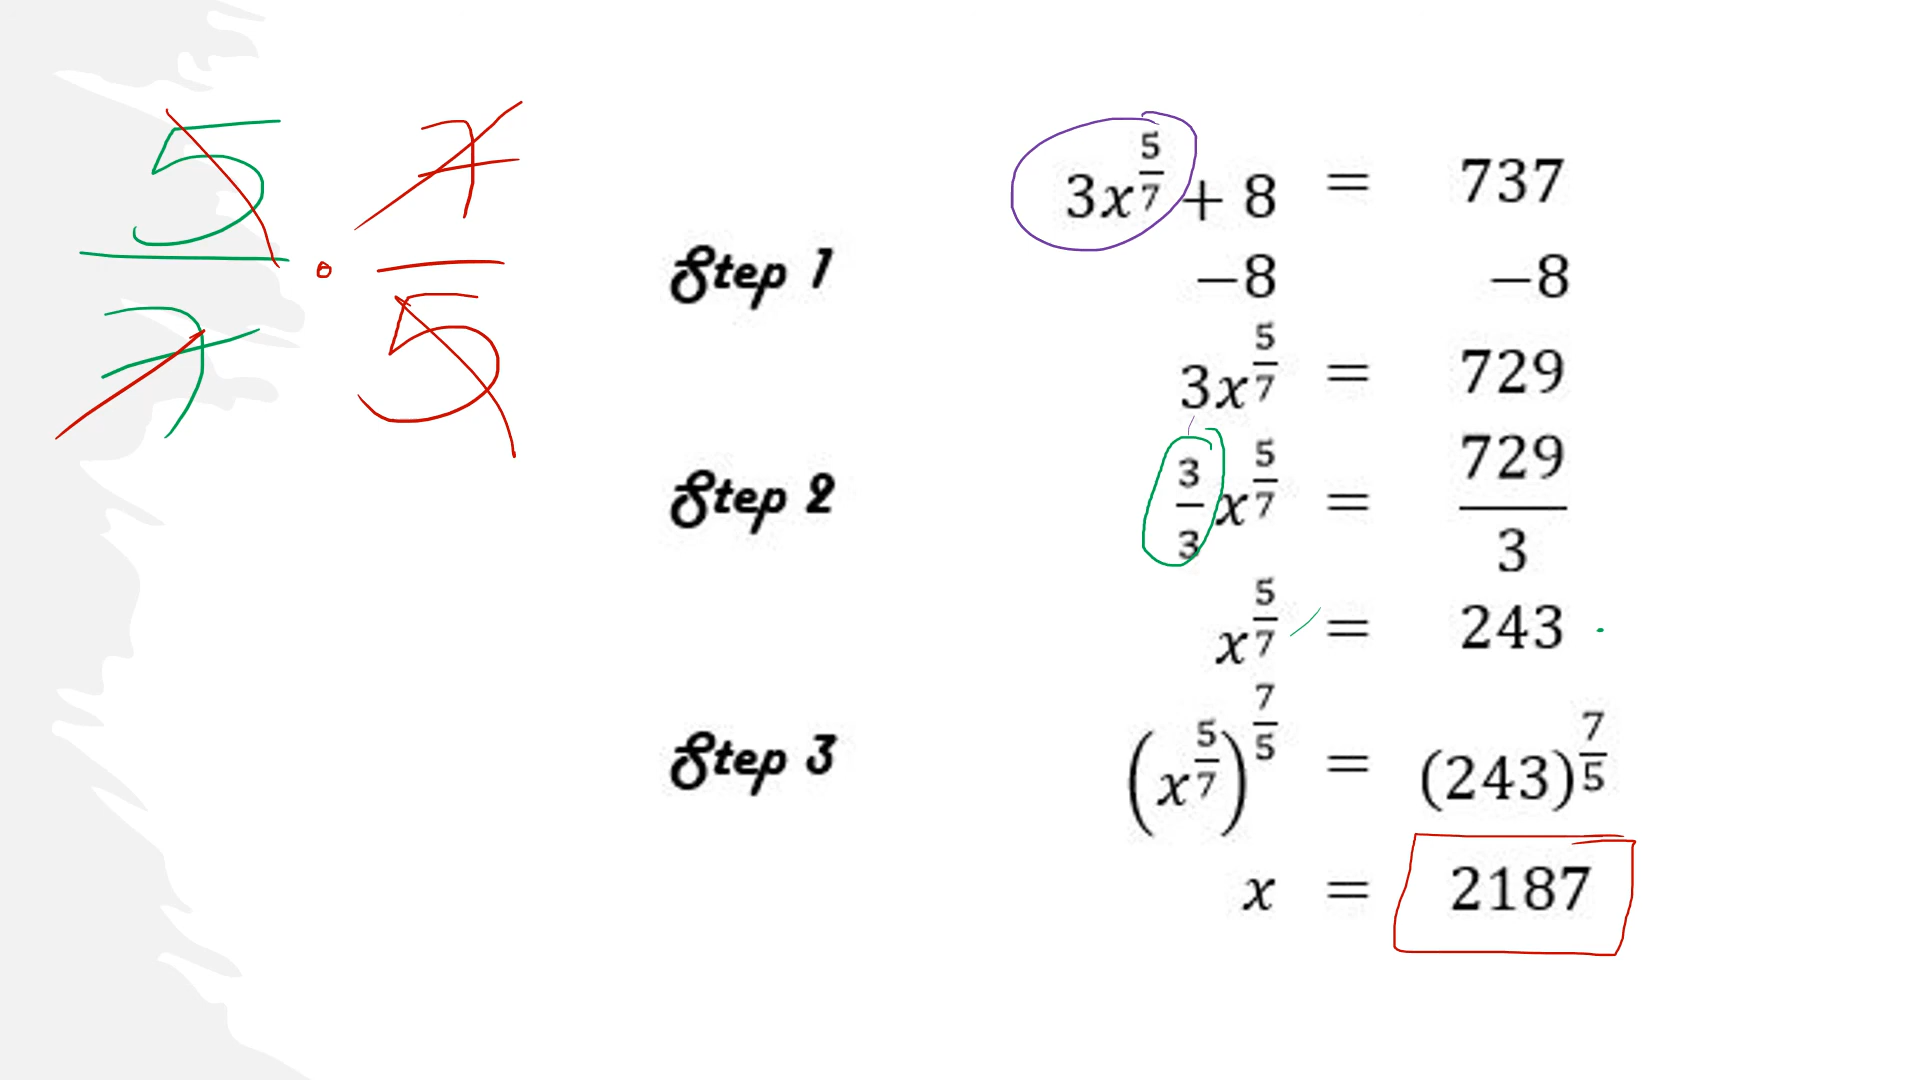 5/7 · 7/5
3x^(5/7) + 8 = 737
Step 1 −8 −8
3x^(5/7) = 729
Step 2 3/3 x^(5/7) = 729/3
x^(5/7) = 243
Step 3 (x^(5/7))^(7/5) = (243)^(7/5)
x = 2187